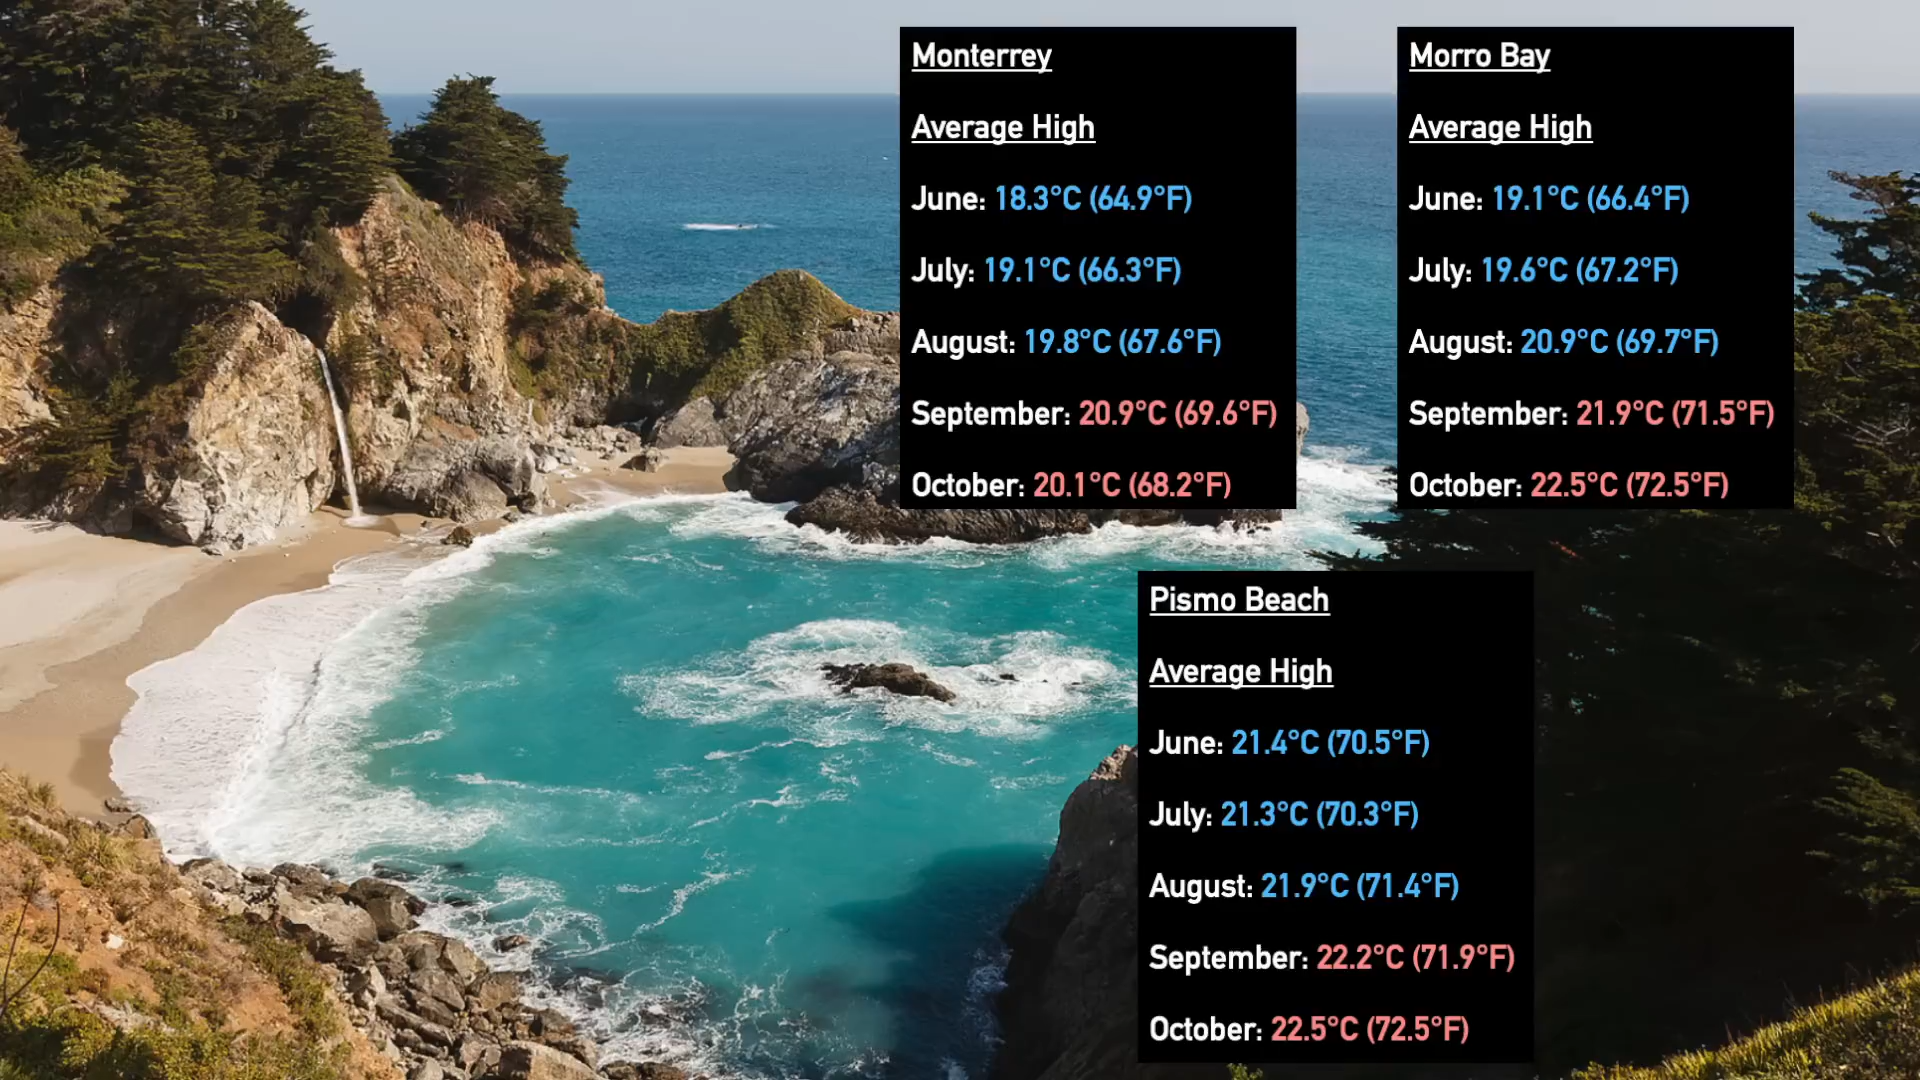 Monterrey
Average High
June: 18.3°C (64.9°F)
July: 19.1°C (66.3°F)
August: 19.8°C (67.6°F)
September: 20.9°C (69.6°F)
October: 20.1°C (68.2°F)
Morro Bay
Average High
June: 19.1°C (66.4°F)
July: 19.6°C (67.2°F)
August: 20.9°C (69.7°F)
September: 21.9°C (71.5°F)
October: 22.5°C (72.5°F)
Pismo Beach
Average High
June: 21.4°C (70.5°F)
July: 21.3°C (70.3°F)
August: 21.9°C (71.4°F)
September: 22.2°C (71.9°F)
October: 22.5°C (72.5°F)